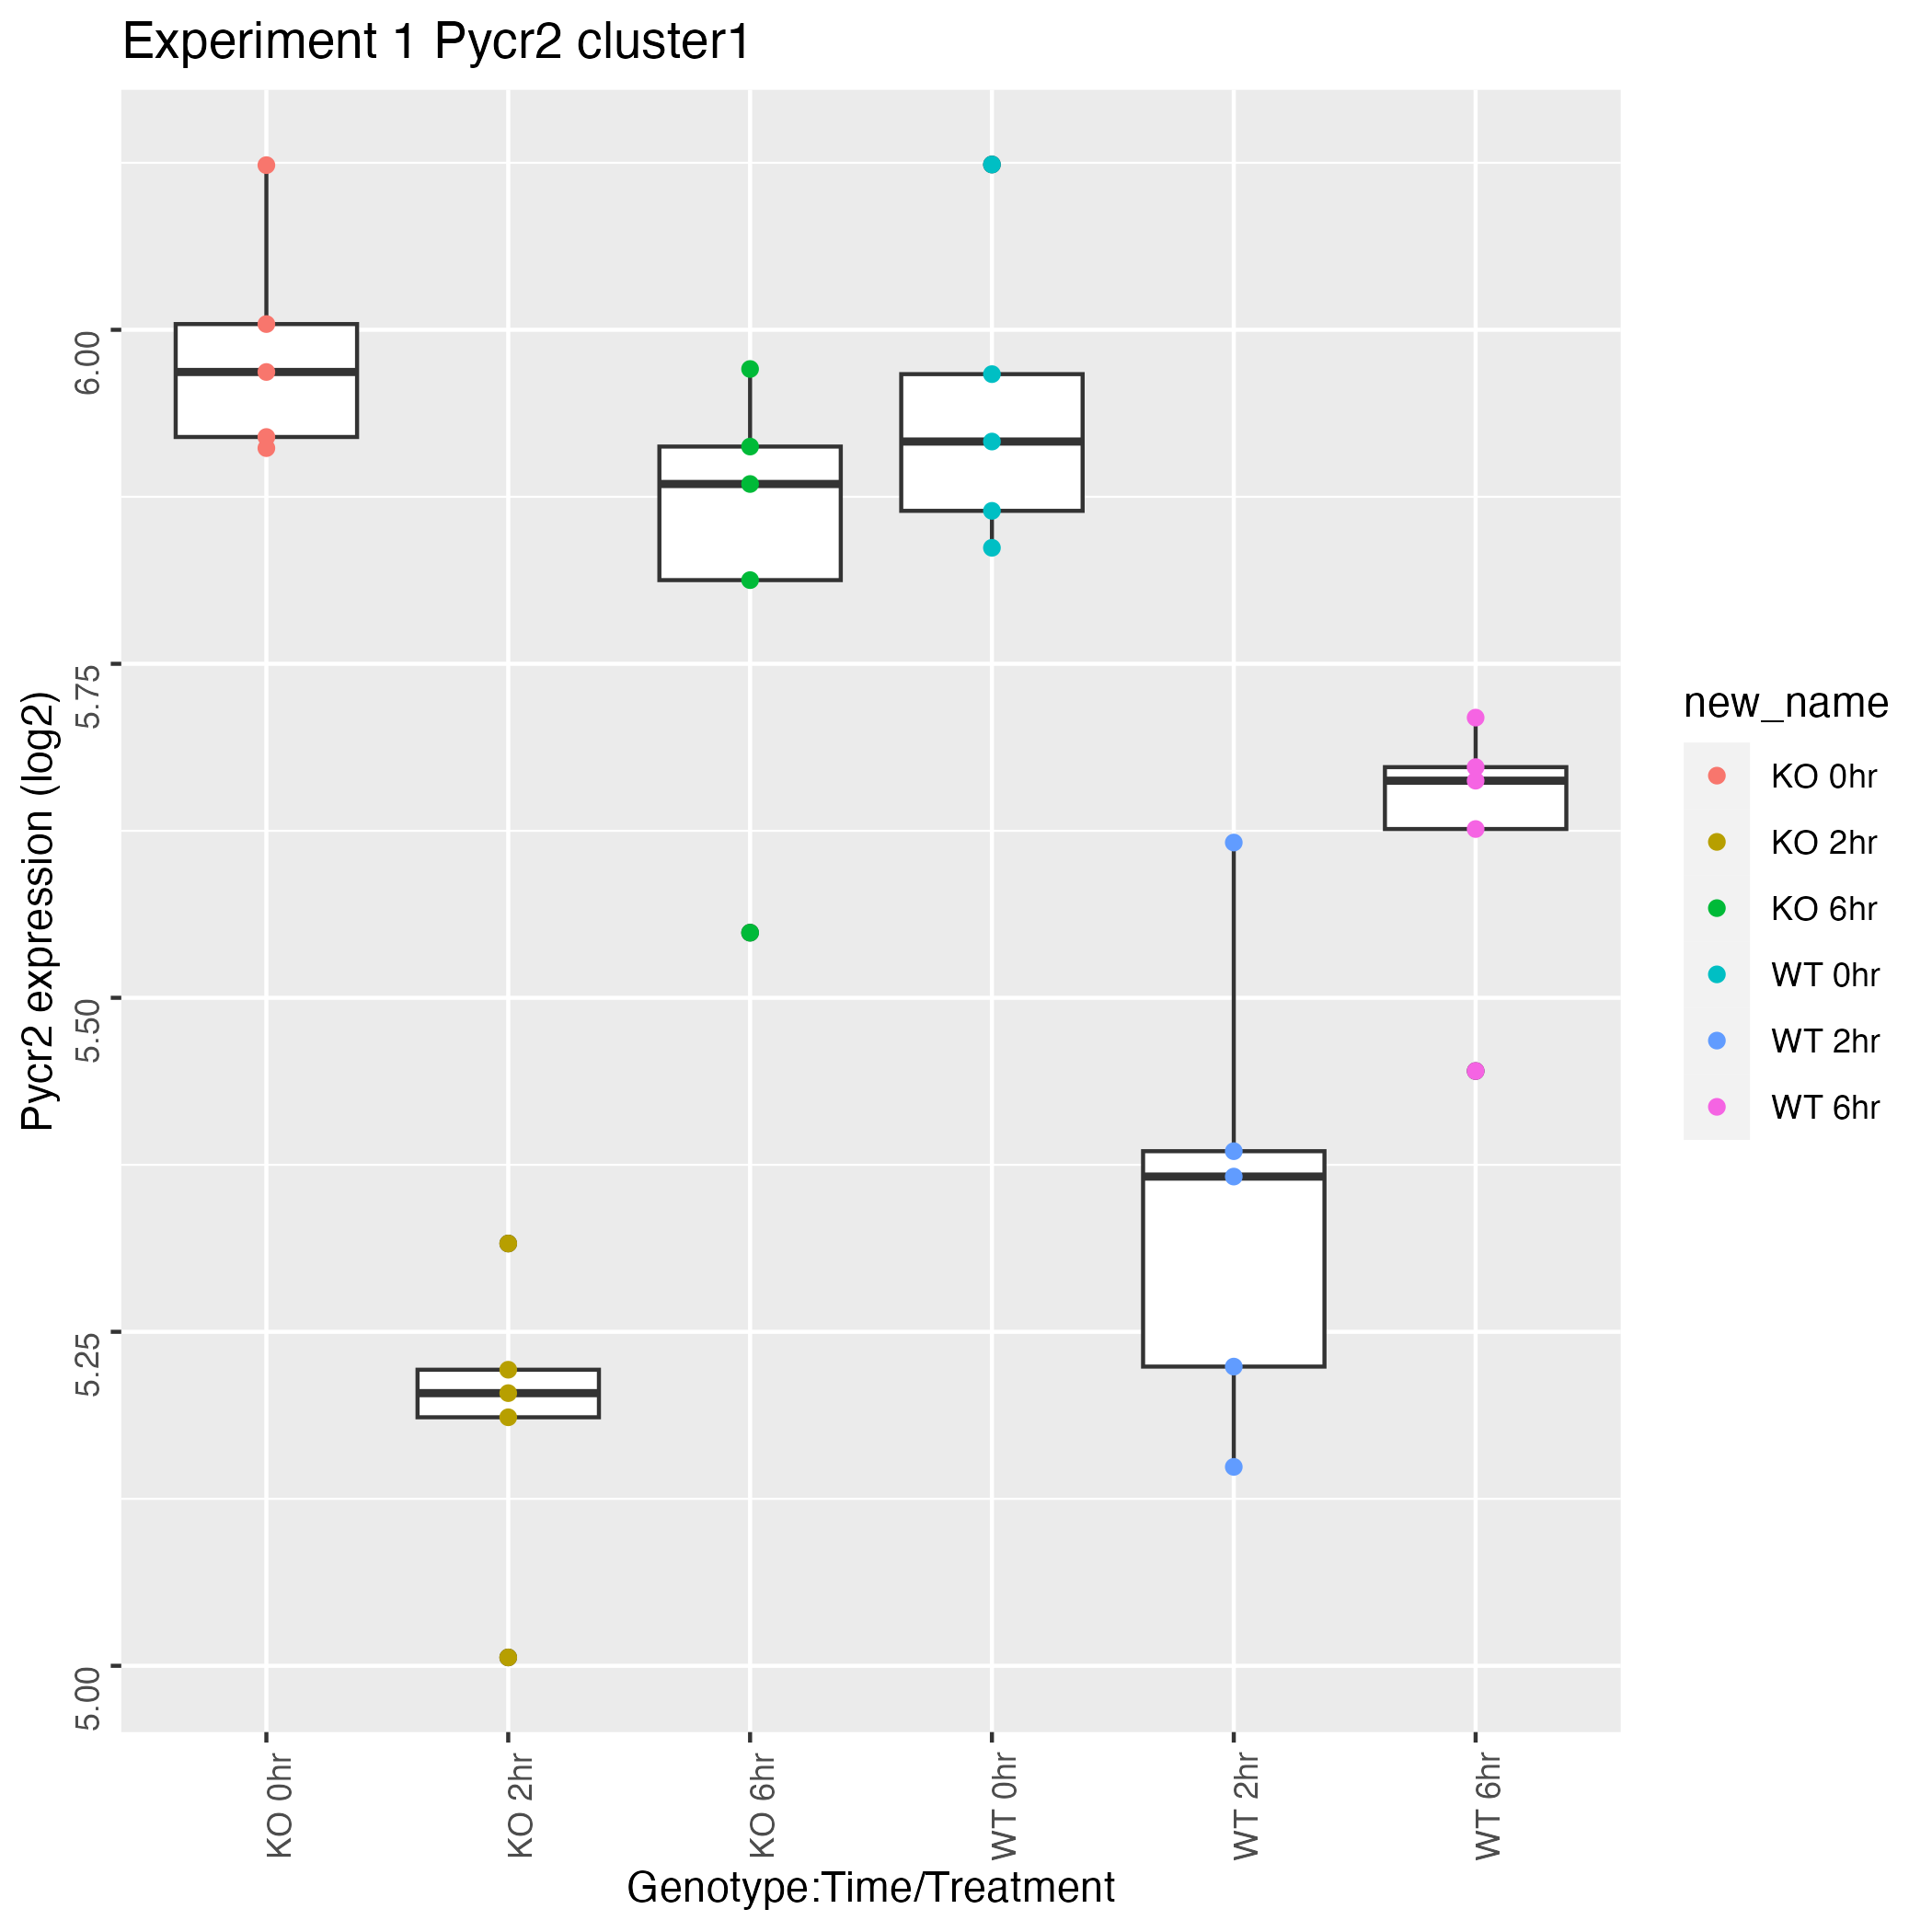 Experiment 1 Pycr2 cluster1
Pycr2 expression (log2)
6.00
5.75
5.50
5.25
5.00
KO 0hr
KO 2hr
KO 6hr
WT 0hr
WT 2hr
WT 6hr
Genotype:Time/Treatment
new_name
KO 0hr
KO 2hr
KO 6hr
WT 0hr
WT 2hr
WT 6hr